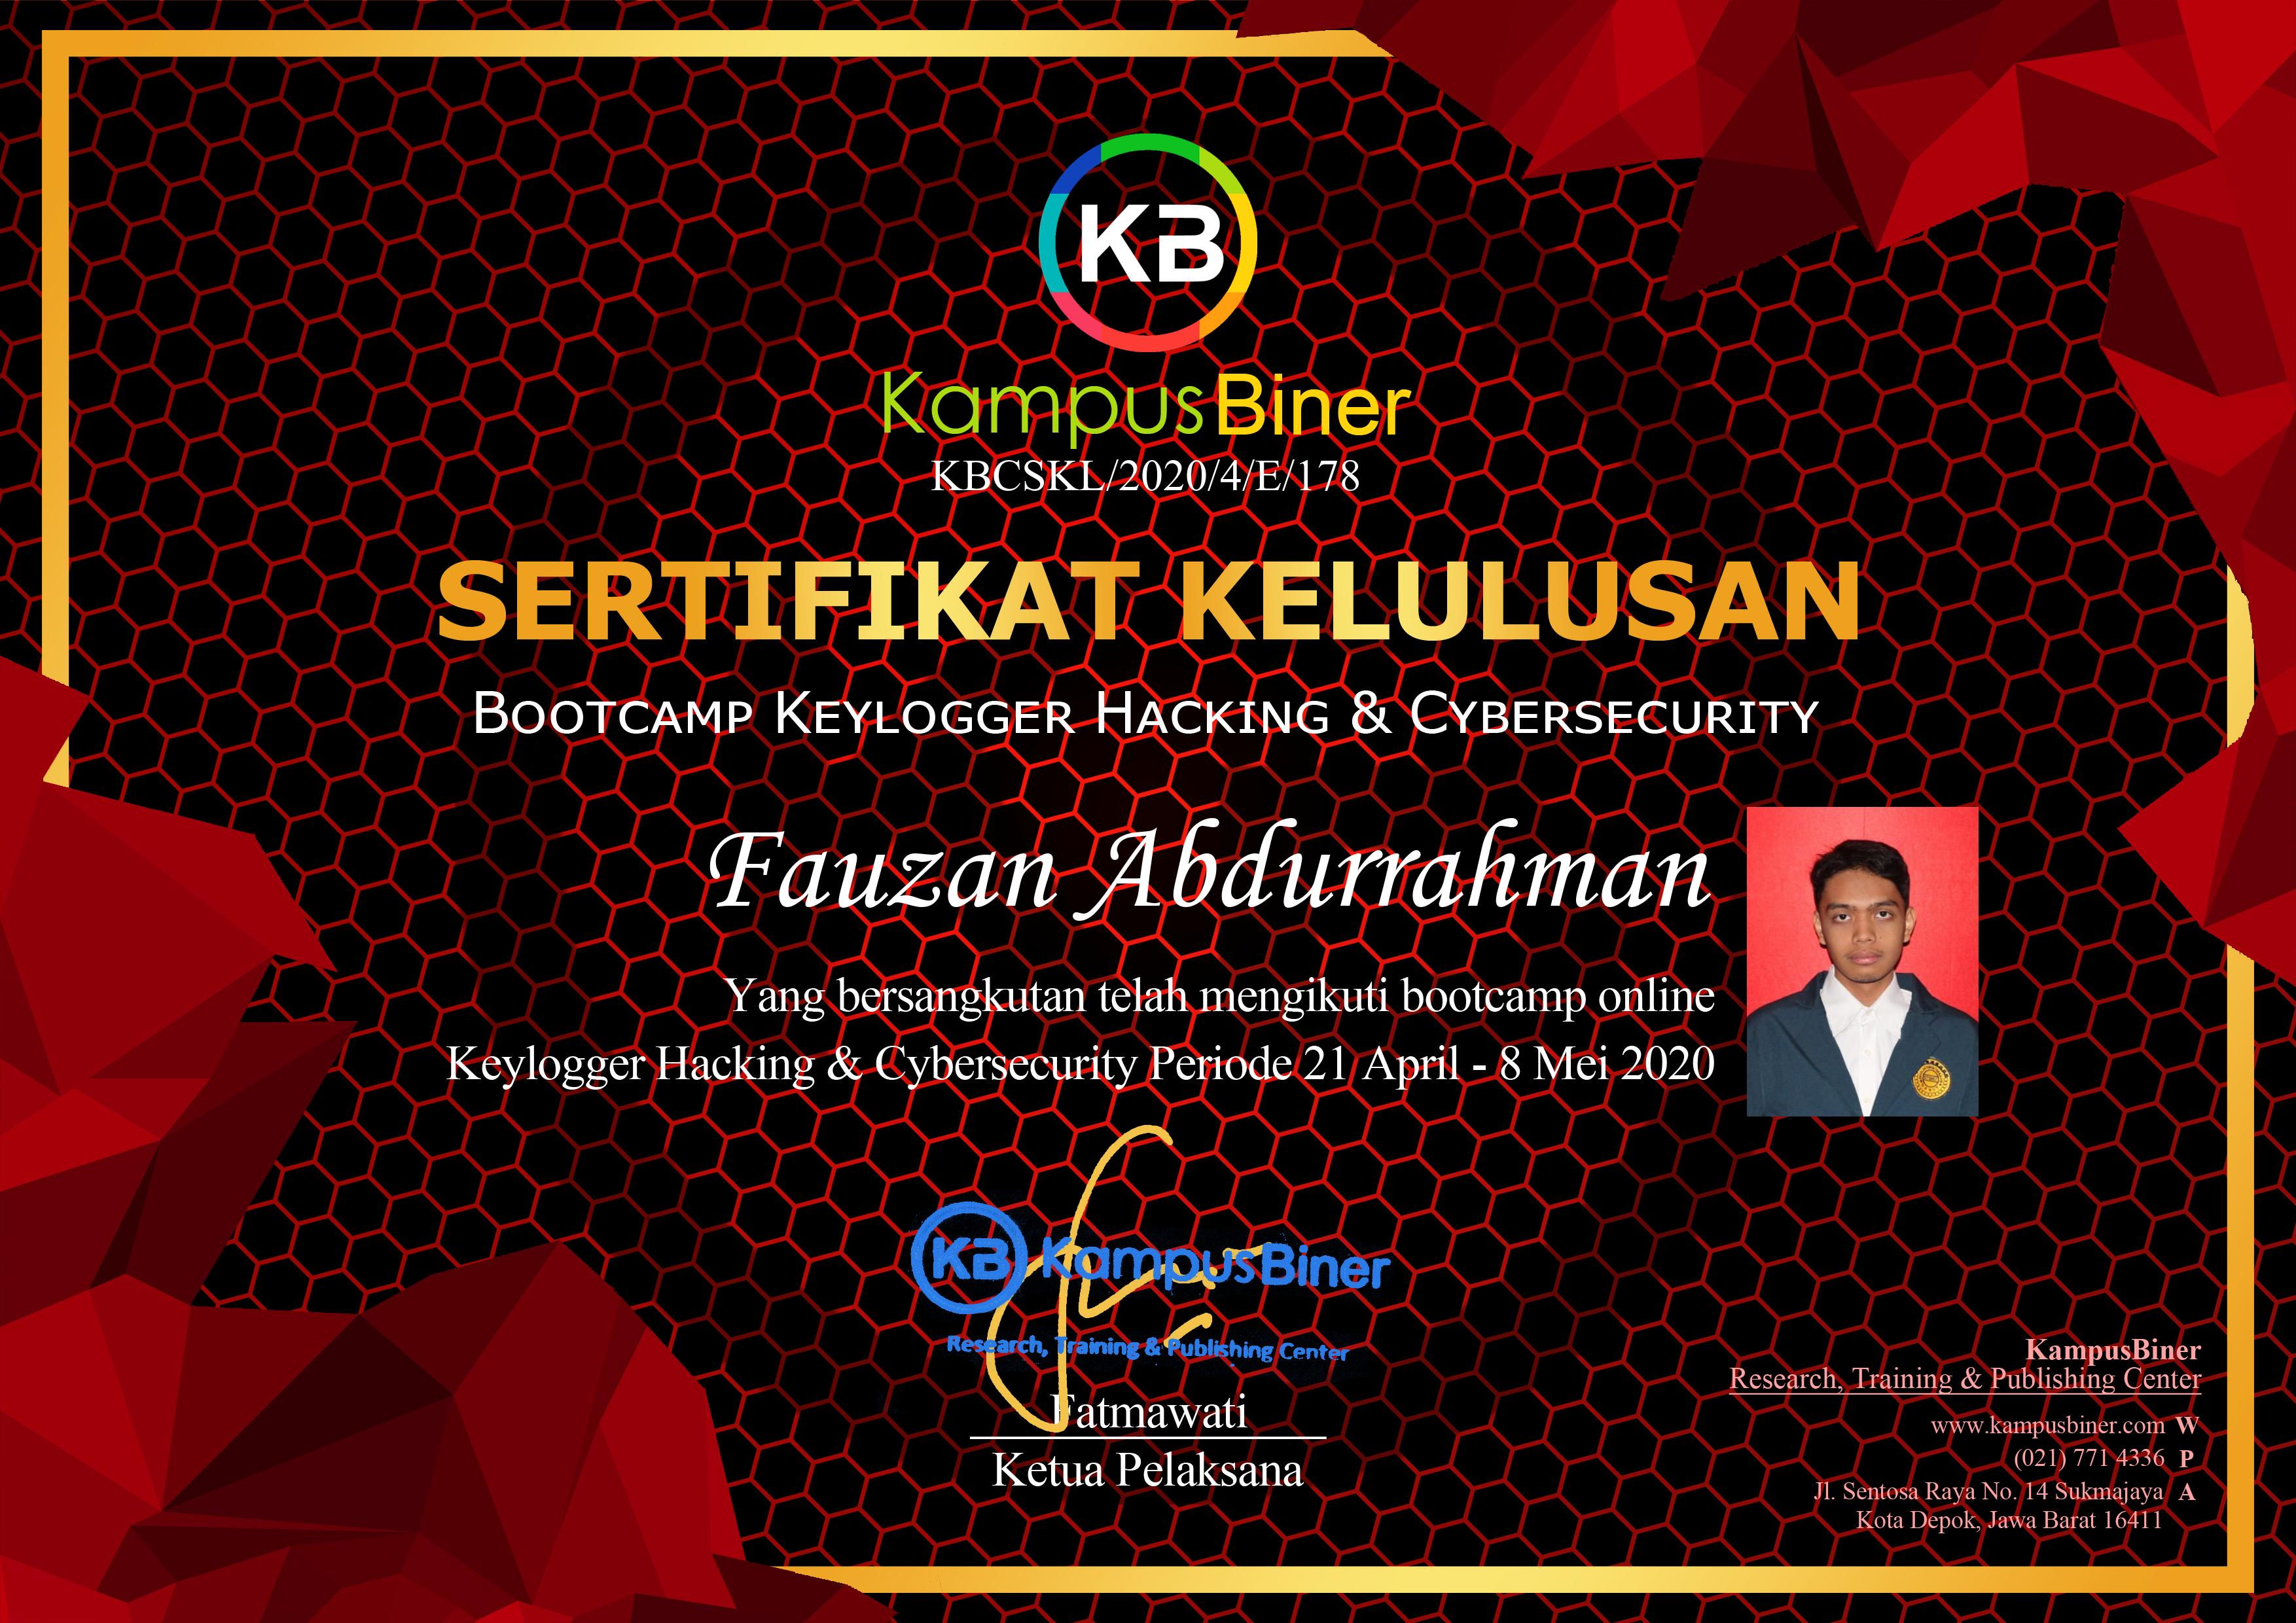 KB
KampusBiner
KBCSKL/2020/4/E/178
SERTIFIKAT KELULUSAN
BOOTCAMP KEYLOGGER HACKING & CYBERSECURITY
Fauzan Abdurrahman
Yang bersangkutan telah mengikuti bootcamp online
Keylogger Hacking & Cybersecurity Periode 21 April - 8 Mei 2020
KB KampusBiner
Research, Training & Publishing Center
Fatmawati
Ketua Pelaksana
KampusBiner
Research, Training & Publishing Center
www.kampusbiner.com W
(021) 771 4336 P
Jl. Sentosa Raya No. 14 Sukmajaya A
Kota Depok, Jawa Barat 16411